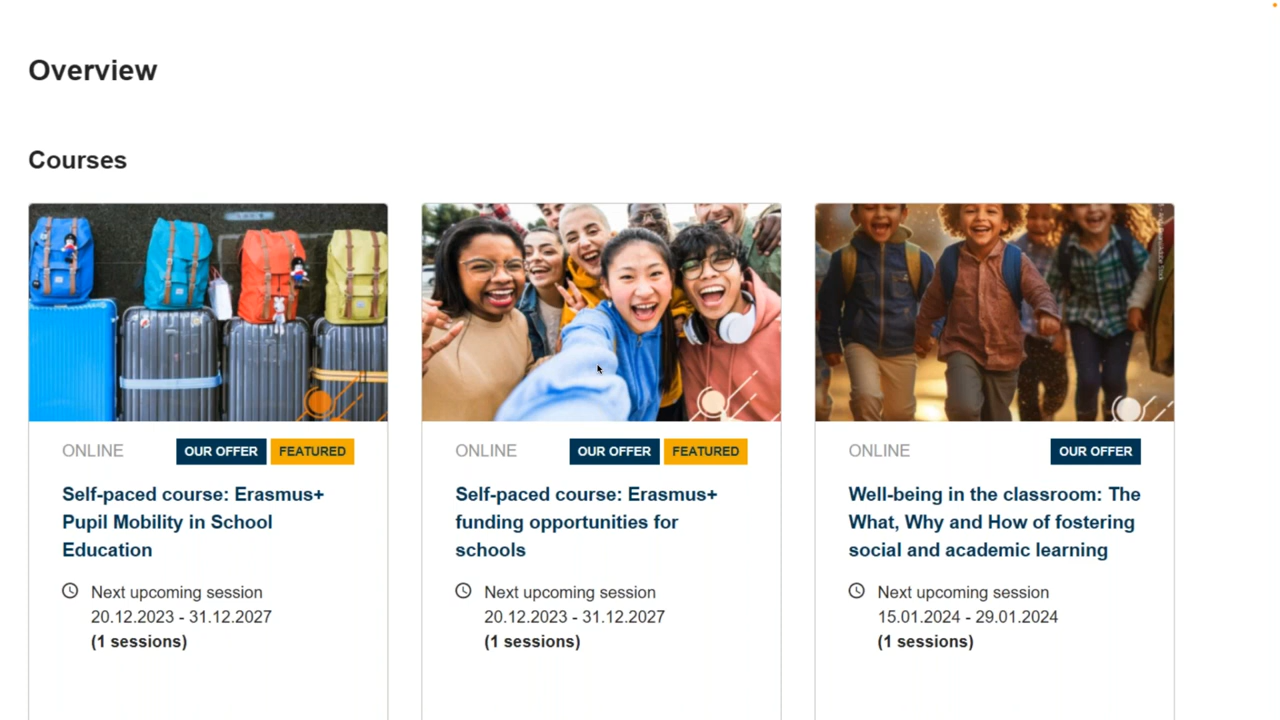 Overview
Courses
ONLINE OUR OFFER FEATURED
Self-paced course: Erasmus+
Pupil Mobility in School
Education
Next upcoming session
20.12.2023 - 31.12.2027
(1 sessions)
ONLINE OUR OFFER FEATURED
Self-paced course: Erasmus+
funding opportunities for
schools
Next upcoming session
20.12.2023 - 31.12.2027
(1 sessions)
ONLINE OUR OFFER
Well-being in the classroom: The
What, Why and How of fostering
social and academic learning
Next upcoming session
15.01.2024 - 29.01.2024
(1 sessions)